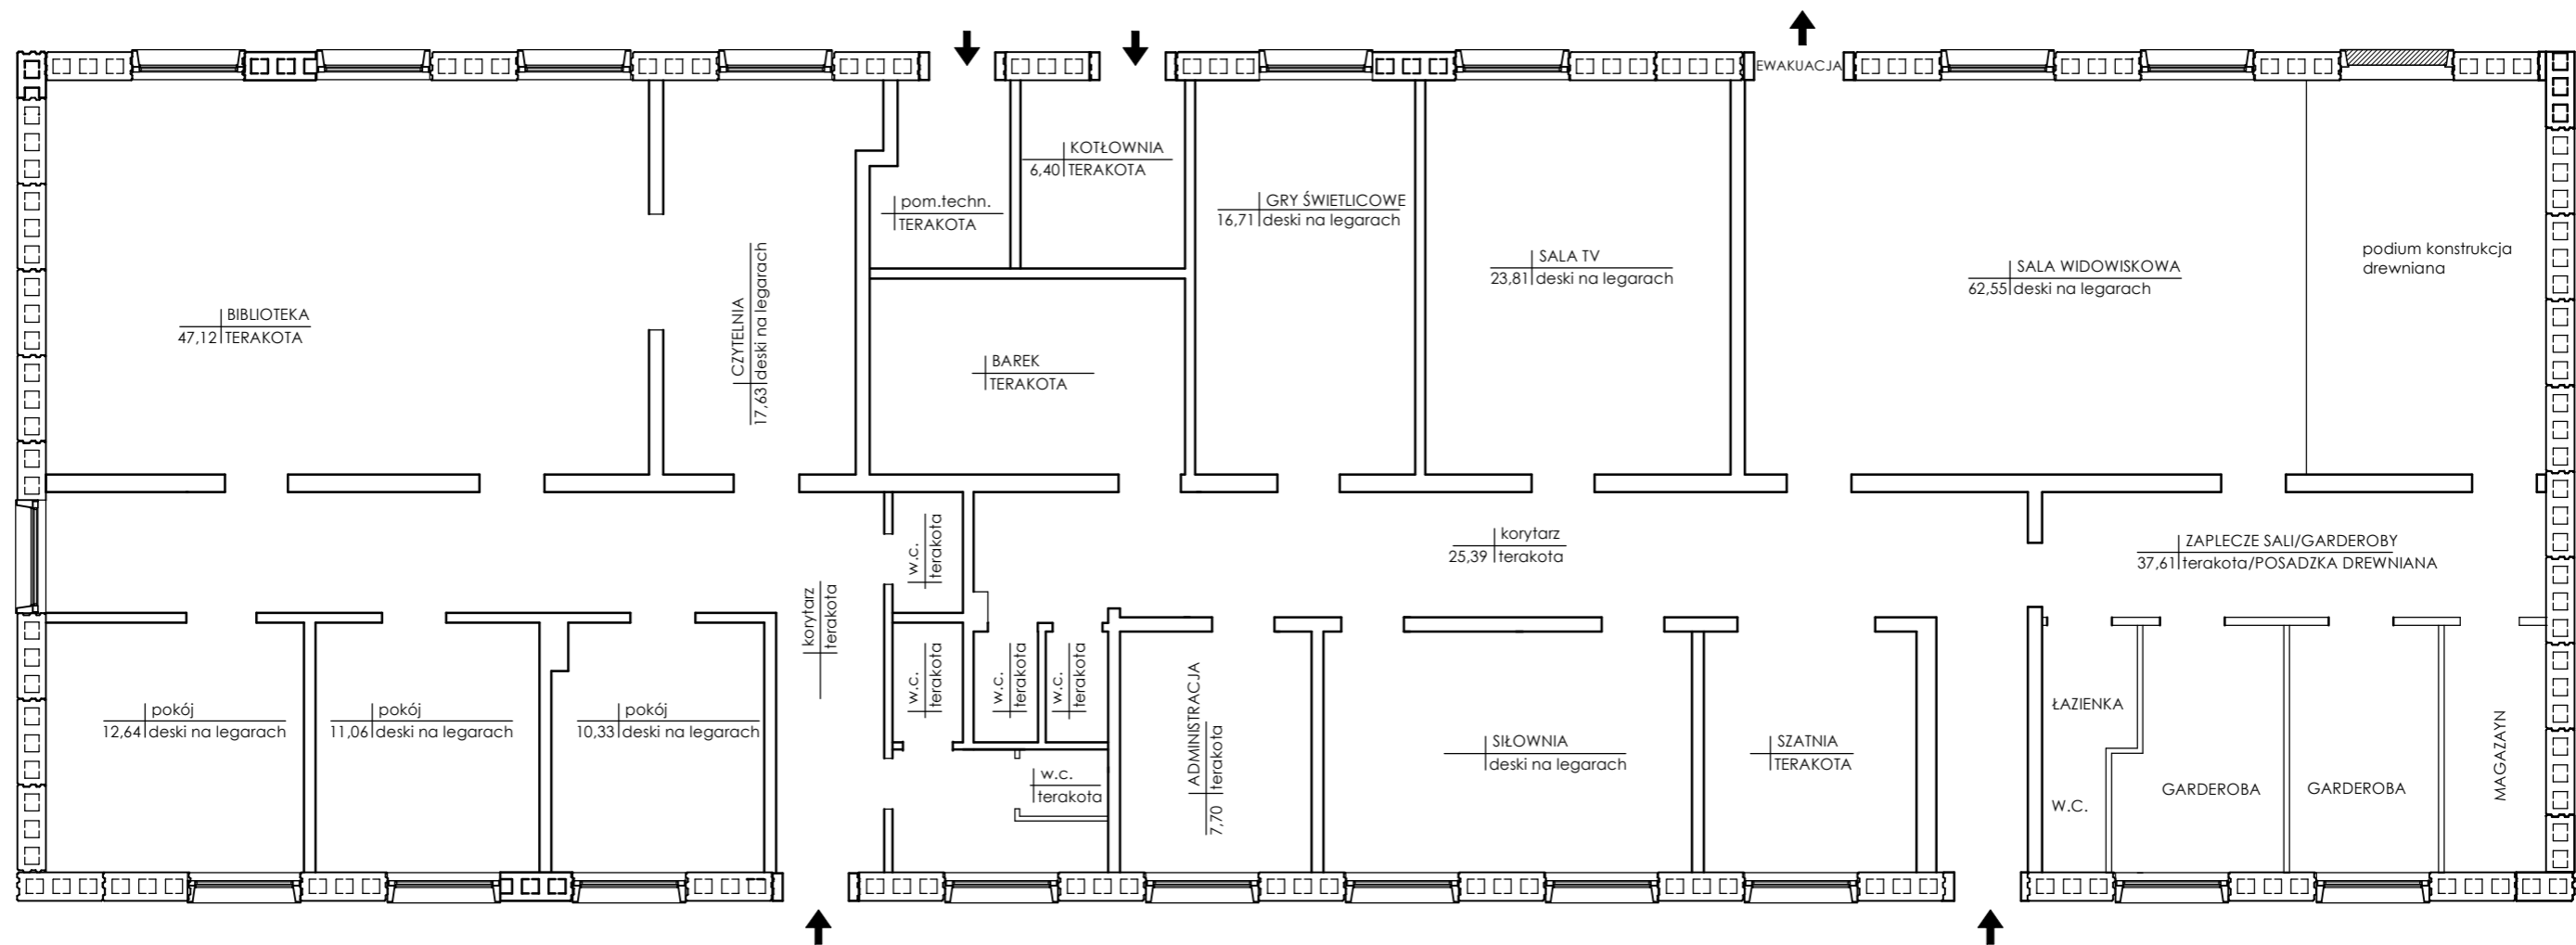 EWAKUACJA
KOTŁOWNIA
6,40 TERAKOTA
pom.techn.
TERAKOTA
GRY ŚWIETLICOWE
16,71 deski na legarach
SALA TV
23,81 deski na legarach
SALA WIDOWISKOWA
62,55 deski na legarach
podium konstrukcja
drewniana
BIBLIOTEKA
47,12 TERAKOTA
CZYTELNIA
17,63 deski na legarach
BAREK
TERAKOTA
w.c.
terakota
korytarz
25,39 terakota
ZAPLECZE SALI/GARDEROBY
37,61 terakota/POSADZKA DREWNIANA
korytarz
terakota
w.c.
terakota
w.c.
terakota
w.c.
terakota
pokój
12,64 deski na legarach
pokój
11,06 deski na legarach
pokój
10,33 deski na legarach
w.c.
terakota
ADMINISTRACJA
7,70 terakota
SIŁOWNIA
deski na legarach
SZATNIA
TERAKOTA
ŁAZIENKA
W.C.
GARDEROBA
GARDEROBA
MAGAZAYN